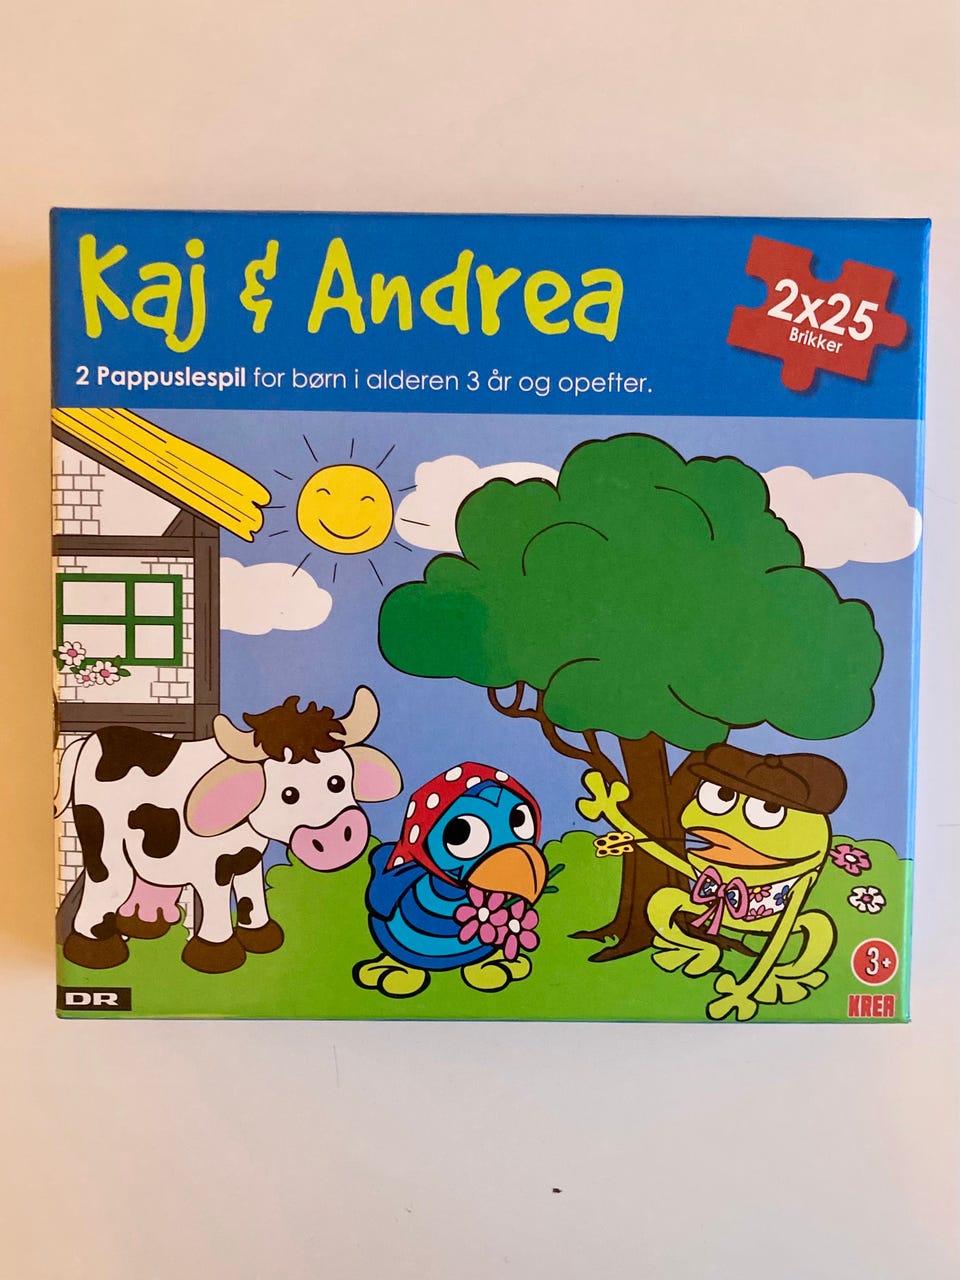 Kaj & Andrea
2 Pappuslespil for børn i alderen 3 år og opefter.
2x25
Brikker
DR
3+
KREA